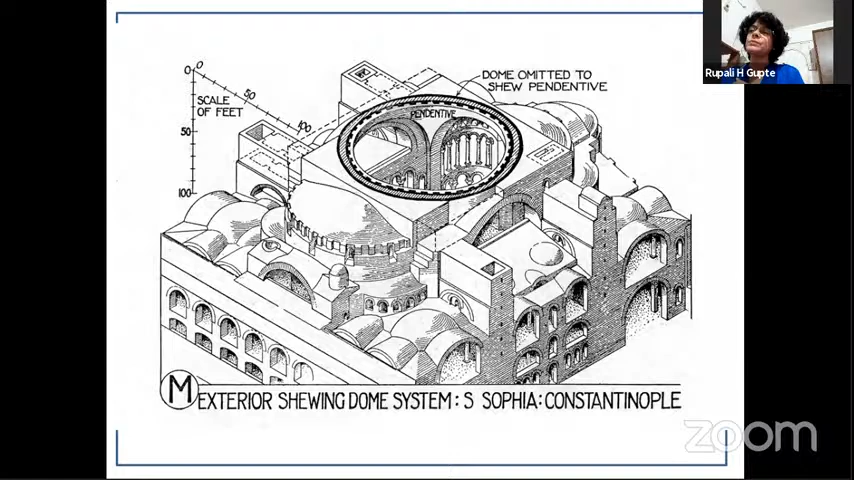 Rupali H Gupte
DOME OMITTED TO
SHEW PENDENTIVE
PENDENTIVE
0
0
SCALE
OF FEET
50
100
50
100
M EXTERIOR SHEWING DOME SYSTEM: S SOPHIA: CONSTANTINOPLE
zoom